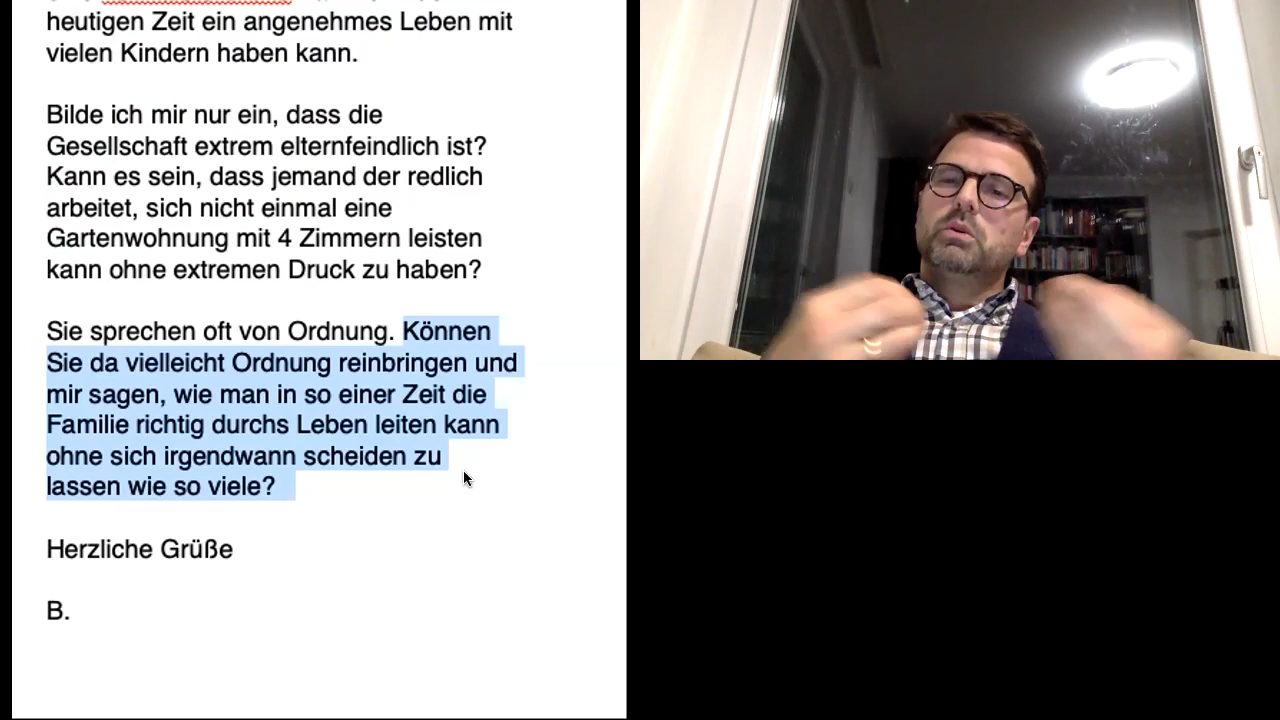 heutigen Zeit ein angenehmes Leben mit
vielen Kindern haben kann.
Bilde ich mir nur ein, dass die
Gesellschaft extrem elternfeindlich ist?
Kann es sein, dass jemand der redlich
arbeitet, sich nicht einmal eine
Gartenwohnung mit 4 Zimmern leisten
kann ohne extremen Druck zu haben?
Sie sprechen oft von Ordnung. Können
Sie da vielleicht Ordnung reinbringen und
mir sagen, wie man in so einer Zeit die
Familie richtig durchs Leben leiten kann
ohne sich irgendwann scheiden zu
lassen wie so viele?
Herzliche Grüße
B.